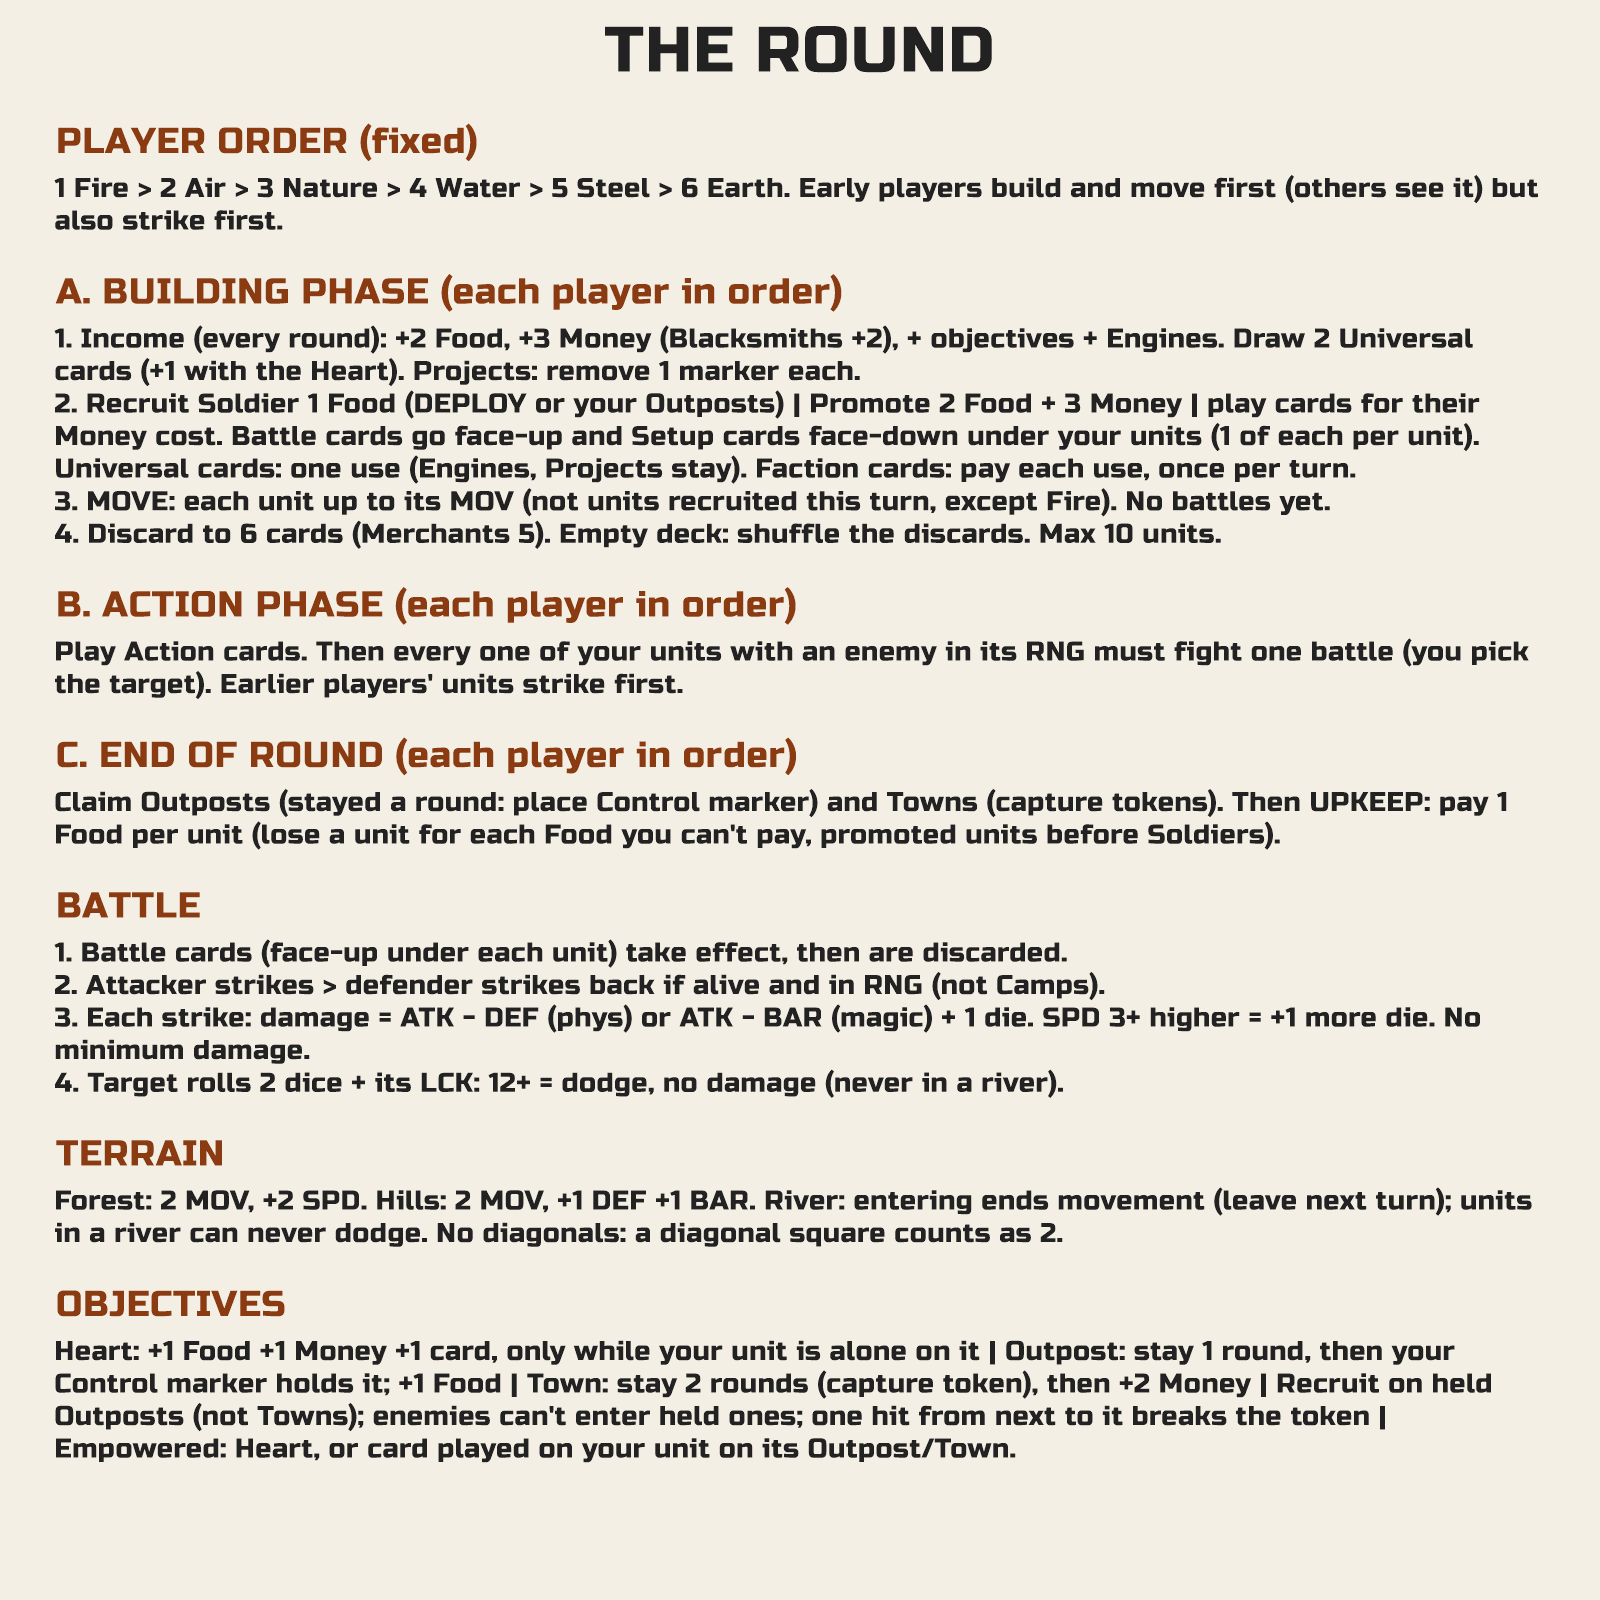 THE ROUND
PLAYER ORDER (fixed)
1 Fire > 2 Air > 3 Nature > 4 Water > 5 Steel > 6 Earth. Early players build and move first (others see it) but
also strike first.
A. BUILDING PHASE (each player in order)
1. Income (every round): +2 Food, +3 Money (Blacksmiths +2), + objectives + Engines. Draw 2 Universal
cards (+1 with the Heart). Projects: remove 1 marker each.
2. Recruit Soldier 1 Food (DEPLOY or your Outposts) | Promote 2 Food + 3 Money | play cards for their
Money cost. Battle cards go face-up and Setup cards face-down under your units (1 of each per unit).
Universal cards: one use (Engines, Projects stay). Faction cards: pay each use, once per turn.
3. MOVE: each unit up to its MOV (not units recruited this turn, except Fire). No battles yet.
4. Discard to 6 cards (Merchants 5). Empty deck: shuffle the discards. Max 10 units.
B. ACTION PHASE (each player in order)
Play Action cards. Then every one of your units with an enemy in its RNG must fight one battle (you pick
the target). Earlier players' units strike first.
C. END OF ROUND (each player in order)
Claim Outposts (stayed a round: place Control marker) and Towns (capture tokens). Then UPKEEP: pay 1
Food per unit (lose a unit for each Food you can't pay, promoted units before Soldiers).
BATTLE
1. Battle cards (face-up under each unit) take effect, then are discarded.
2. Attacker strikes > defender strikes back if alive and in RNG (not Camps).
3. Each strike: damage = ATK - DEF (phys) or ATK - BAR (magic) + 1 die. SPD 3+ higher = +1 more die. No
minimum damage.
4. Target rolls 2 dice + its LCK: 12+ = dodge, no damage (never in a river).
TERRAIN
Forest: 2 MOV, +2 SPD. Hills: 2 MOV, +1 DEF +1 BAR. River: entering ends movement (leave next turn); units
in a river can never dodge. No diagonals: a diagonal square counts as 2.
OBJECTIVES
Heart: +1 Food +1 Money +1 card, only while your unit is alone on it | Outpost: stay 1 round, then your
Control marker holds it; +1 Food | Town: stay 2 rounds (capture token), then +2 Money | Recruit on held
Outposts (not Towns); enemies can't enter held ones; one hit from next to it breaks the token |
Empowered: Heart, or card played on your unit on its Outpost/Town.